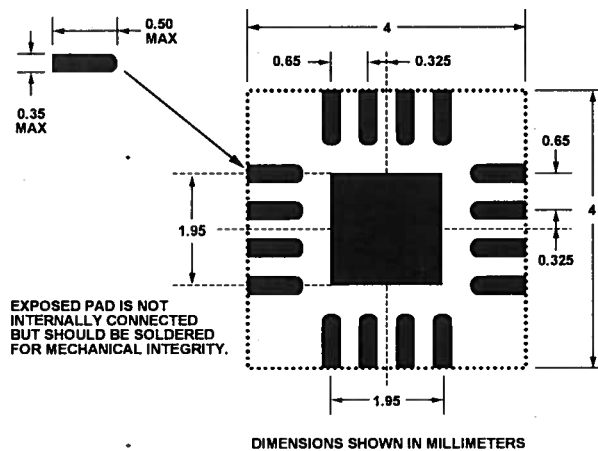 0.50
MAX
0.35
MAX
4
0.65
0.325
0.65
4
0.325
1.95
EXPOSED PAD IS NOT
INTERNALLY CONNECTED
BUT SHOULD BE SOLDERED
FOR MECHANICAL INTEGRITY.
1.95
DIMENSIONS SHOWN IN MILLIMETERS